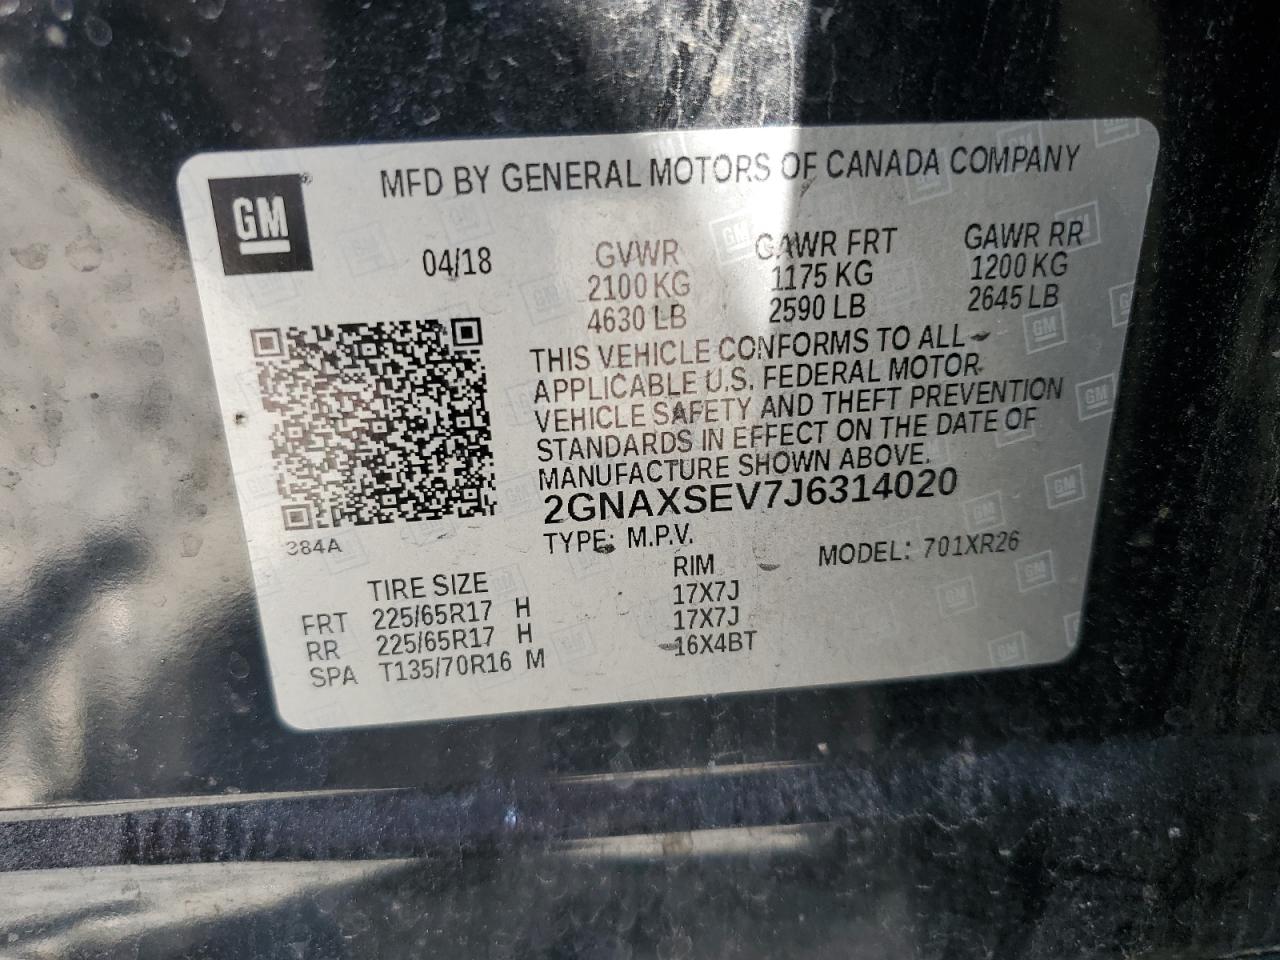 MFD BY GENERAL MOTORS OF CANADA COMPANY
GM
04/18
GVWR GAWR FRT GAWR RR
2100 KG 1175 KG 1200 KG
4630 LB 2590 LB 2645 LB
THIS VEHICLE CONFORMS TO ALL
APPLICABLE U.S. FEDERAL MOTOR
VEHICLE SAFETY AND THEFT PREVENTION
STANDARDS IN EFFECT ON THE DATE OF
MANUFACTURE SHOWN ABOVE.
2GNAXSEV7J6314020
384A
TYPE: M.P.V. MODEL: 701XR26
TIRE SIZE RIM
FRT 225/65R17 H 17X7J
RR 225/65R17 H 17X7J
SPA T135/70R16 M 16X4BT